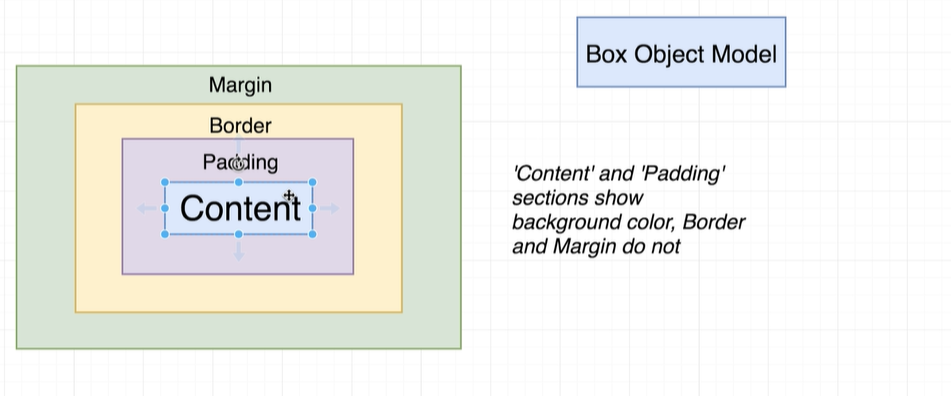 Box Object Model
Margin
Border
Padding
Content
'Content' and 'Padding'
sections show
background color, Border
and Margin do not